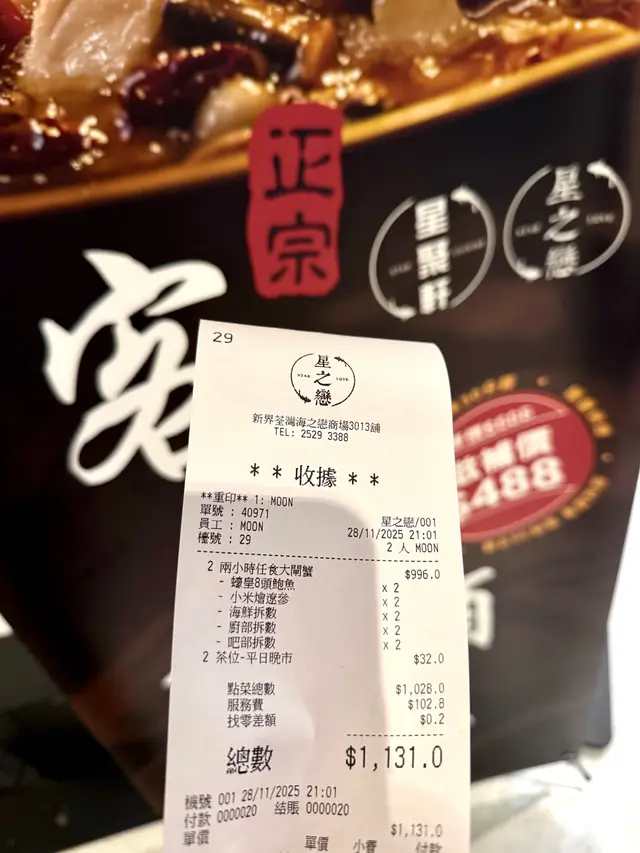 正宗
星聚軒
星之戀
客
$488
29
星之戀
STAR LOVE
新界荃灣海之戀商場3013舖
TEL: 2529 3388
** 收據 **
**重印** 1: MOON
單號 : 40971
星之戀/001
員工 : MOON
28/11/2025 21:01
檯號 : 29
2 人 MOON
2 兩小時任食大閘蟹 $996.0
- 蠔皇8頭鮑魚 x 2
- 小米燴遼參 x 2
- 海鮮拆數 x 2
- 廚部拆數 x 2
- 吧部拆數 x 2
2 茶位-平日晚市 $32.0
點菜總數 $1,028.0
服務費 $102.8
找零差額 $0.2
總數 $1,131.0
機號 001 28/11/2025 21:01
付款 0000020 結賬 0000020
$1,131.0
單價 單價 小費 付款